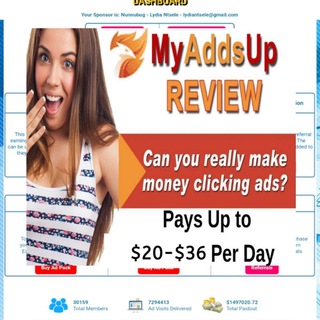 DASHBOARD
Your Sponsor is: Nunnubug - Lydia Ntsele - lydiantsele@gmail.com
MyAddsUp
REVIEW
Can you really make
money clicking ads?
Pays Up to
$20-$36 Per Day
Buy Ad Pack
Referrals
30159
Total Members
7294413
Ad Visits Delivered
$1497020.72
Total Paidout